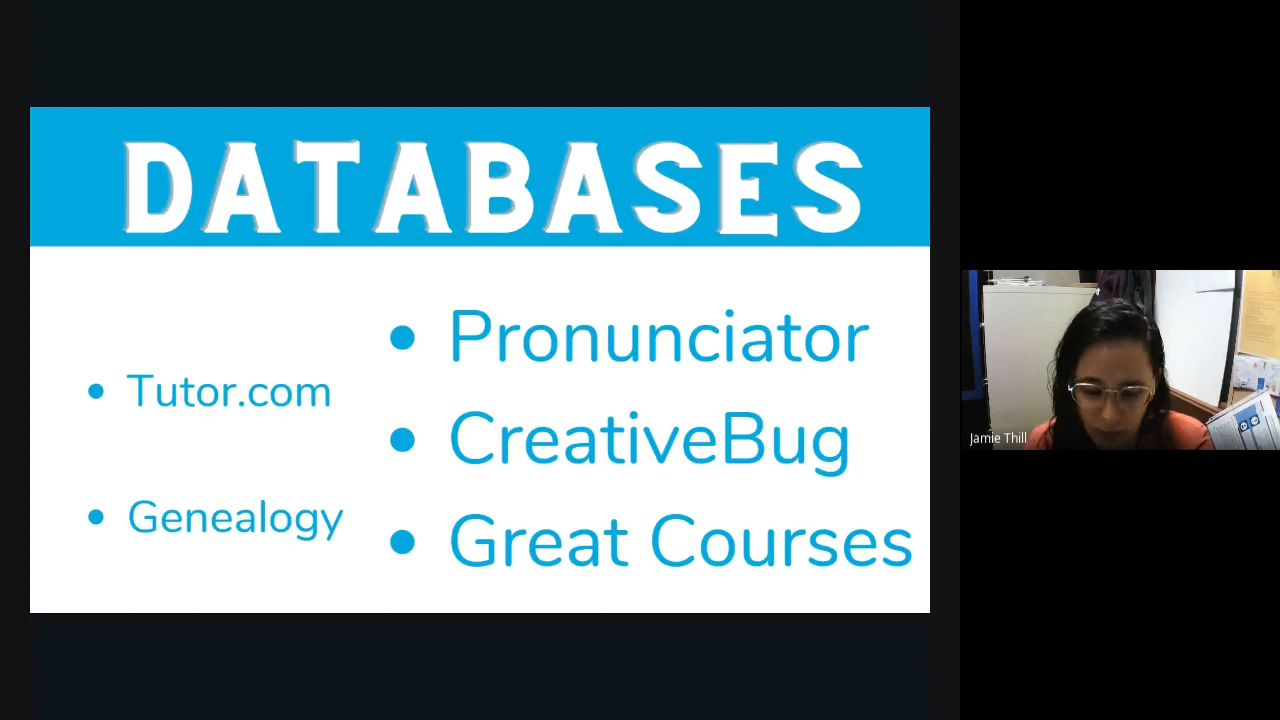 DATABASES
Tutor.com
Genealogy
Pronunciator
CreativeBug
Great Courses
Jamie Thill